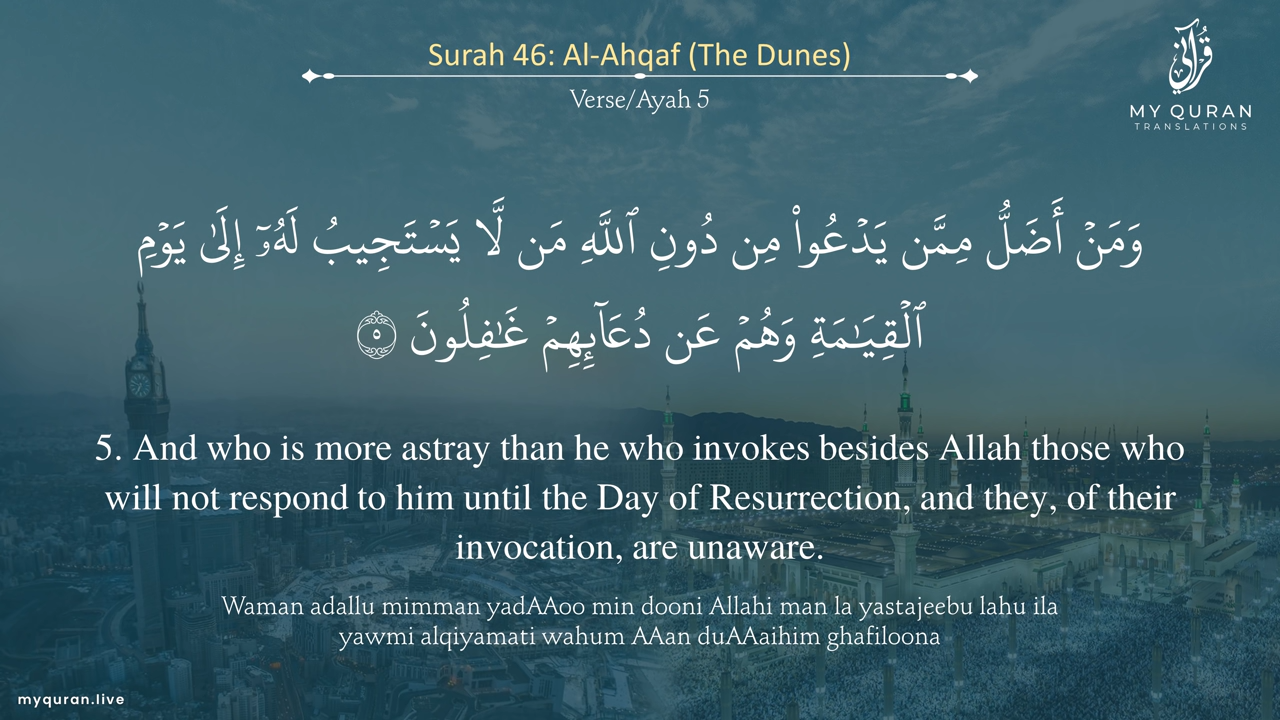 Surah 46: Al-Ahqaf (The Dunes)
Verse/Ayah 5
قرآني
MY QURAN
TRANSLATIONS
وَمَنۡ أَضَلُّ مِمَّن يَدۡعُواْ مِن دُونِ ٱللَّهِ مَن لَّا يَسۡتَجِيبُ لَهُۥٓ إِلَىٰ يَوۡمِ
ٱلۡقِيَٰمَةِ وَهُمۡ عَن دُعَآئِهِمۡ غَٰفِلُونَ ٥
5. And who is more astray than he who invokes besides Allah those who
will not respond to him until the Day of Resurrection, and they, of their
invocation, are unaware.
Waman adallu mimman yadAAoo min dooni Allahi man la yastajeebu lahu ila
yawmi alqiyamati wahum AAan duAAaihim ghafiloona
myquran.live